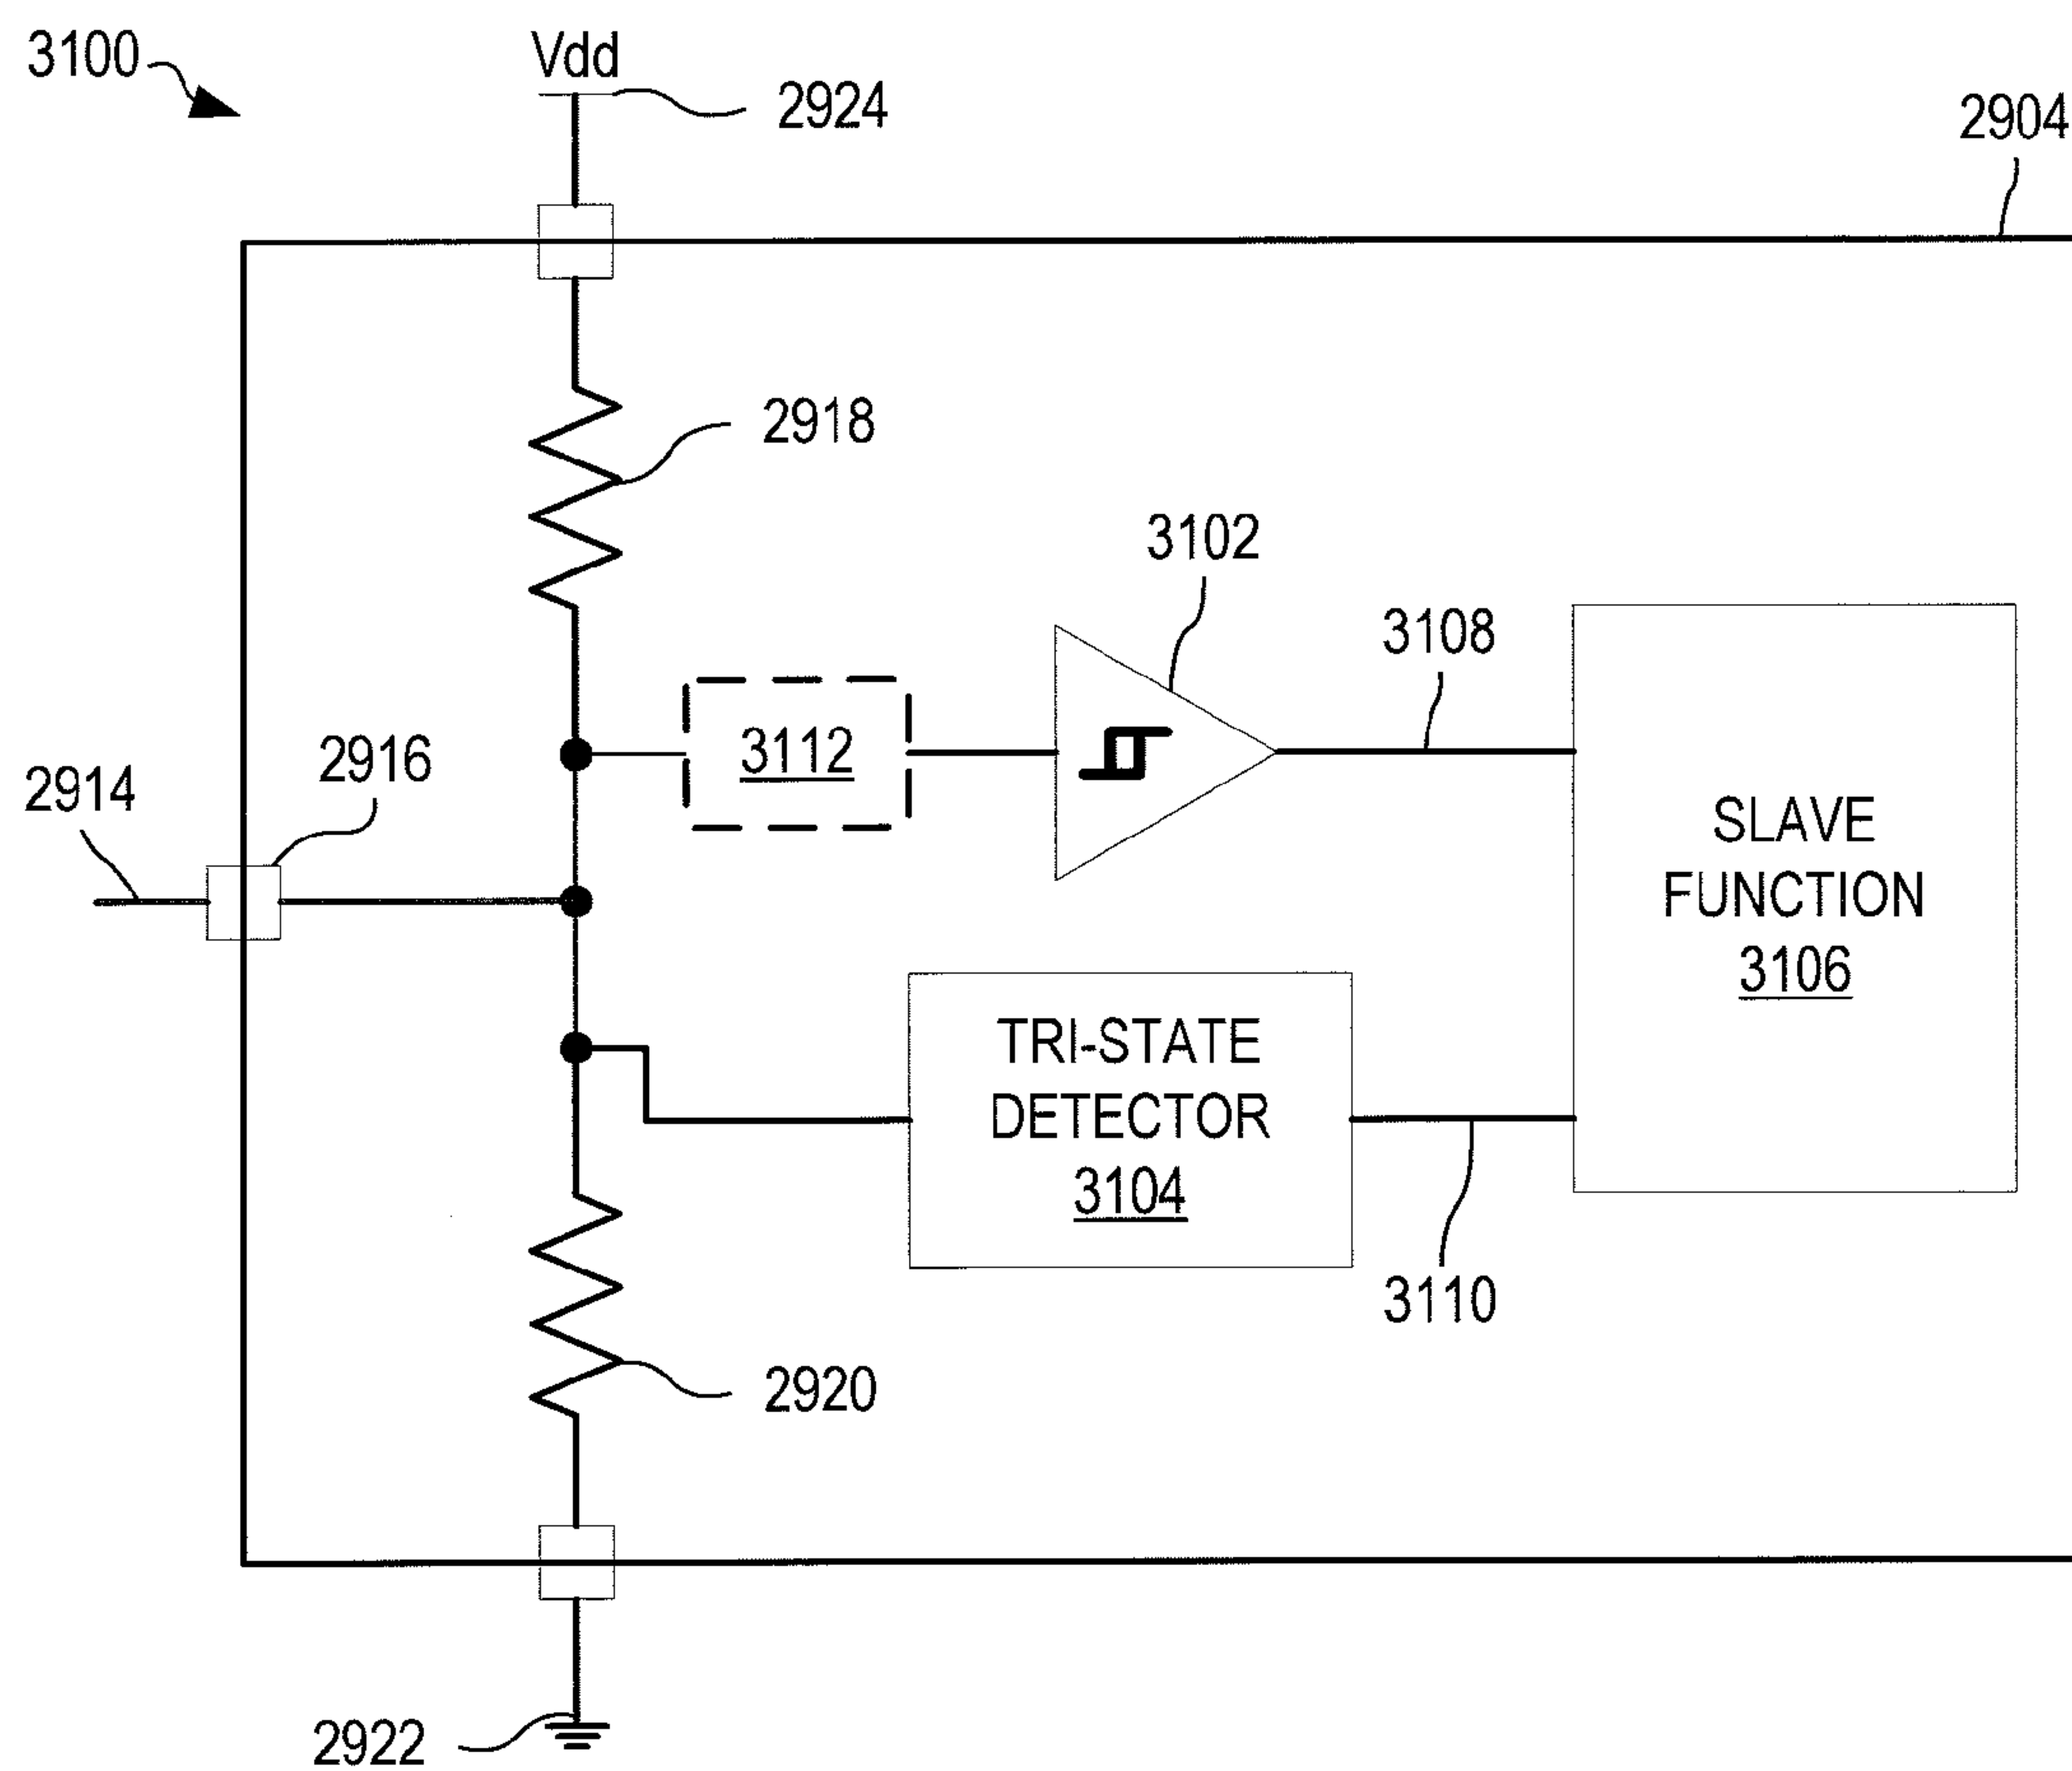 3100
Vdd
2924
2904
2918
3102
3108
3112
2916
2914
SLAVE
FUNCTION
3106
TRI-STATE
DETECTOR
3104
3110
2920
2922